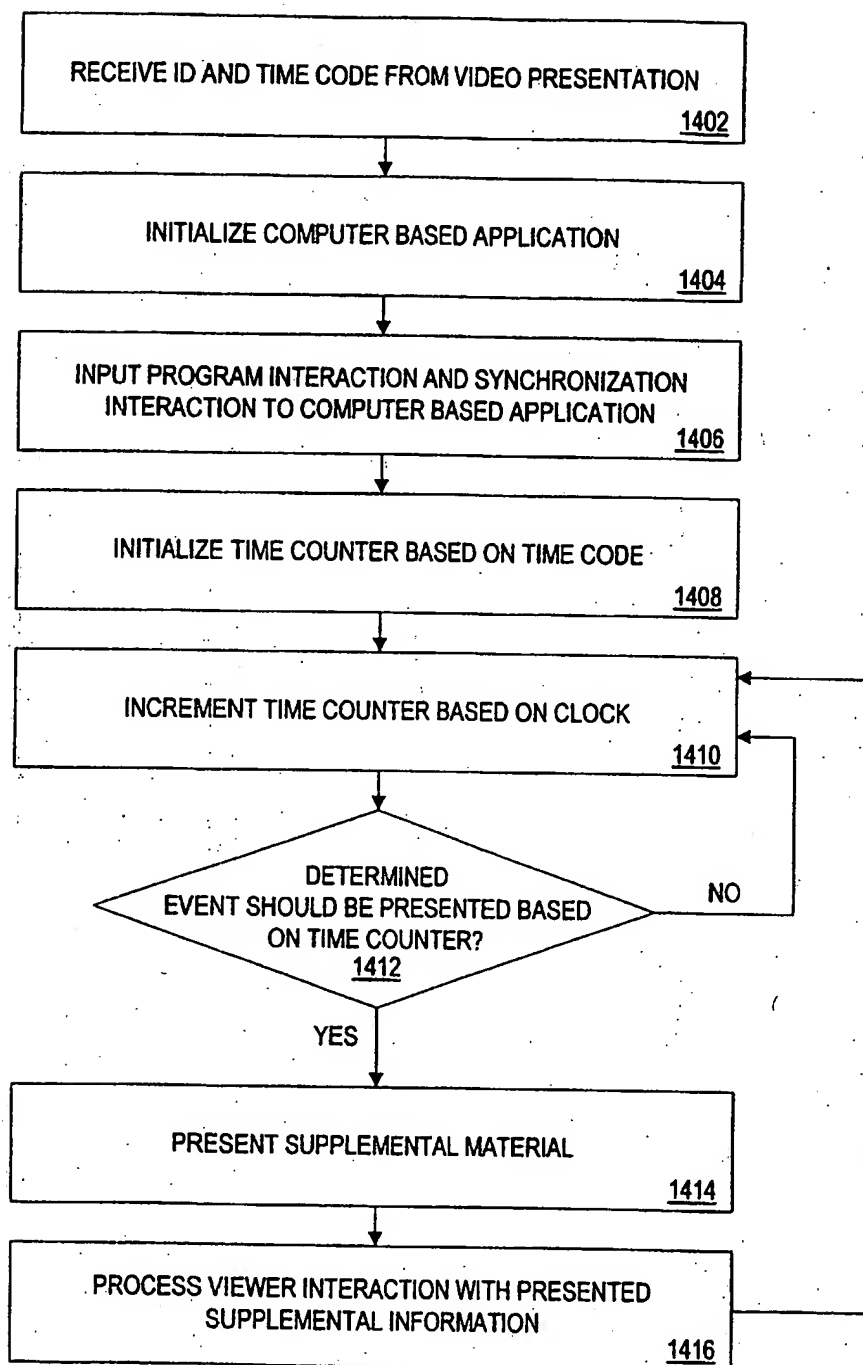 RECEIVE ID AND TIME CODE FROM VIDEO PRESENTATION
1402
INITIALIZE COMPUTER BASED APPLICATION
1404
INPUT PROGRAM INTERACTION AND SYNCHRONIZATION
INTERACTION TO COMPUTER BASED APPLICATION
1406
INITIALIZE TIME COUNTER BASED ON TIME CODE
1408
INCREMENT TIME COUNTER BASED ON CLOCK
1410
DETERMINED
EVENT SHOULD BE PRESENTED BASED
ON TIME COUNTER?
1412
NO
YES
PRESENT SUPPLEMENTAL MATERIAL
1414
PROCESS VIEWER INTERACTION WITH PRESENTED
SUPPLEMENTAL INFORMATION
1416